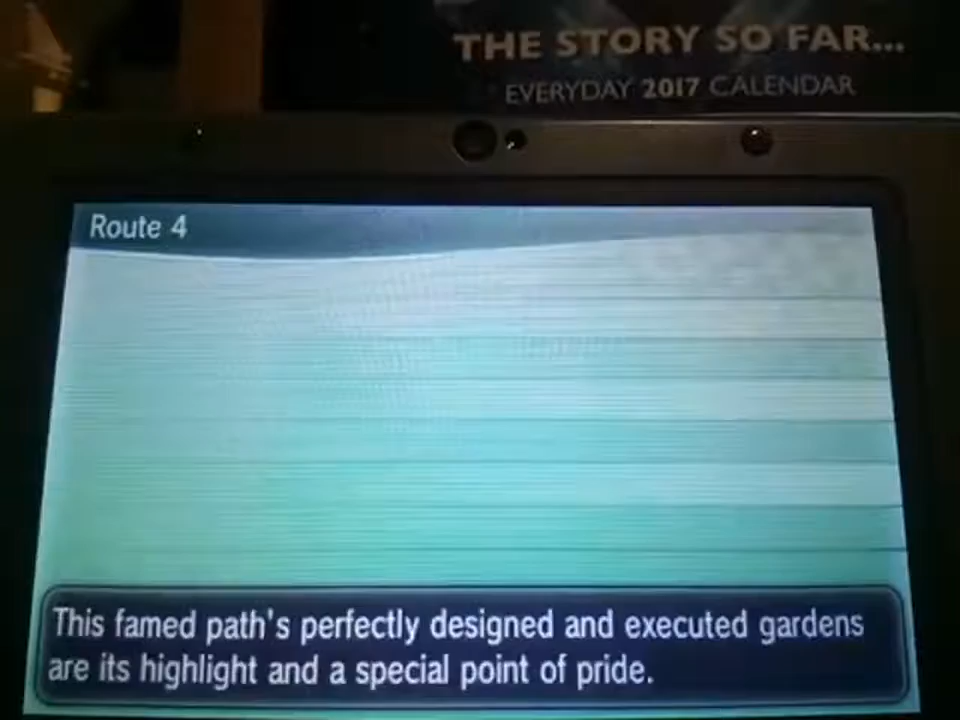 THE STORY SO FAR...
EVERYDAY 2017 CALENDAR
Route 4
This famed path's perfectly designed and executed gardens
are its highlight and a special point of pride.